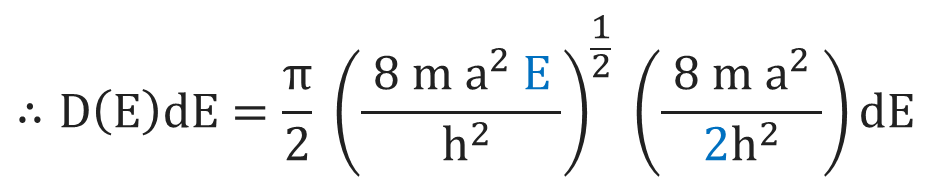 ∴ D(E)dE = π/2 (8 m a² E / h²)^(1/2) (8 m a² / 2h²) dE